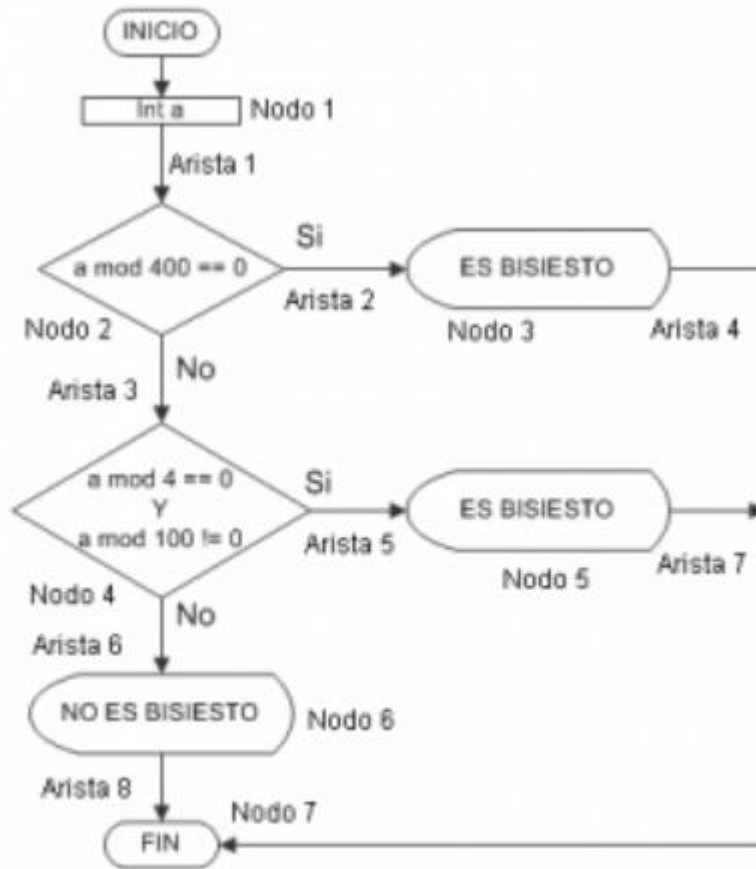 INICIO
Int a
Nodo 1
Arista 1
Si
a mod 400 == 0
ES BISIESTO
Arista 2
Nodo 2
Nodo 3
Arista 4
No
Arista 3
a mod 4 == 0
Y
a mod 100 != 0
Si
ES BISIESTO
Arista 5
Nodo 5
Arista 7
Nodo 4
No
Arista 6
NO ES BISIESTO
Nodo 6
Arista 8
Nodo 7
FIN